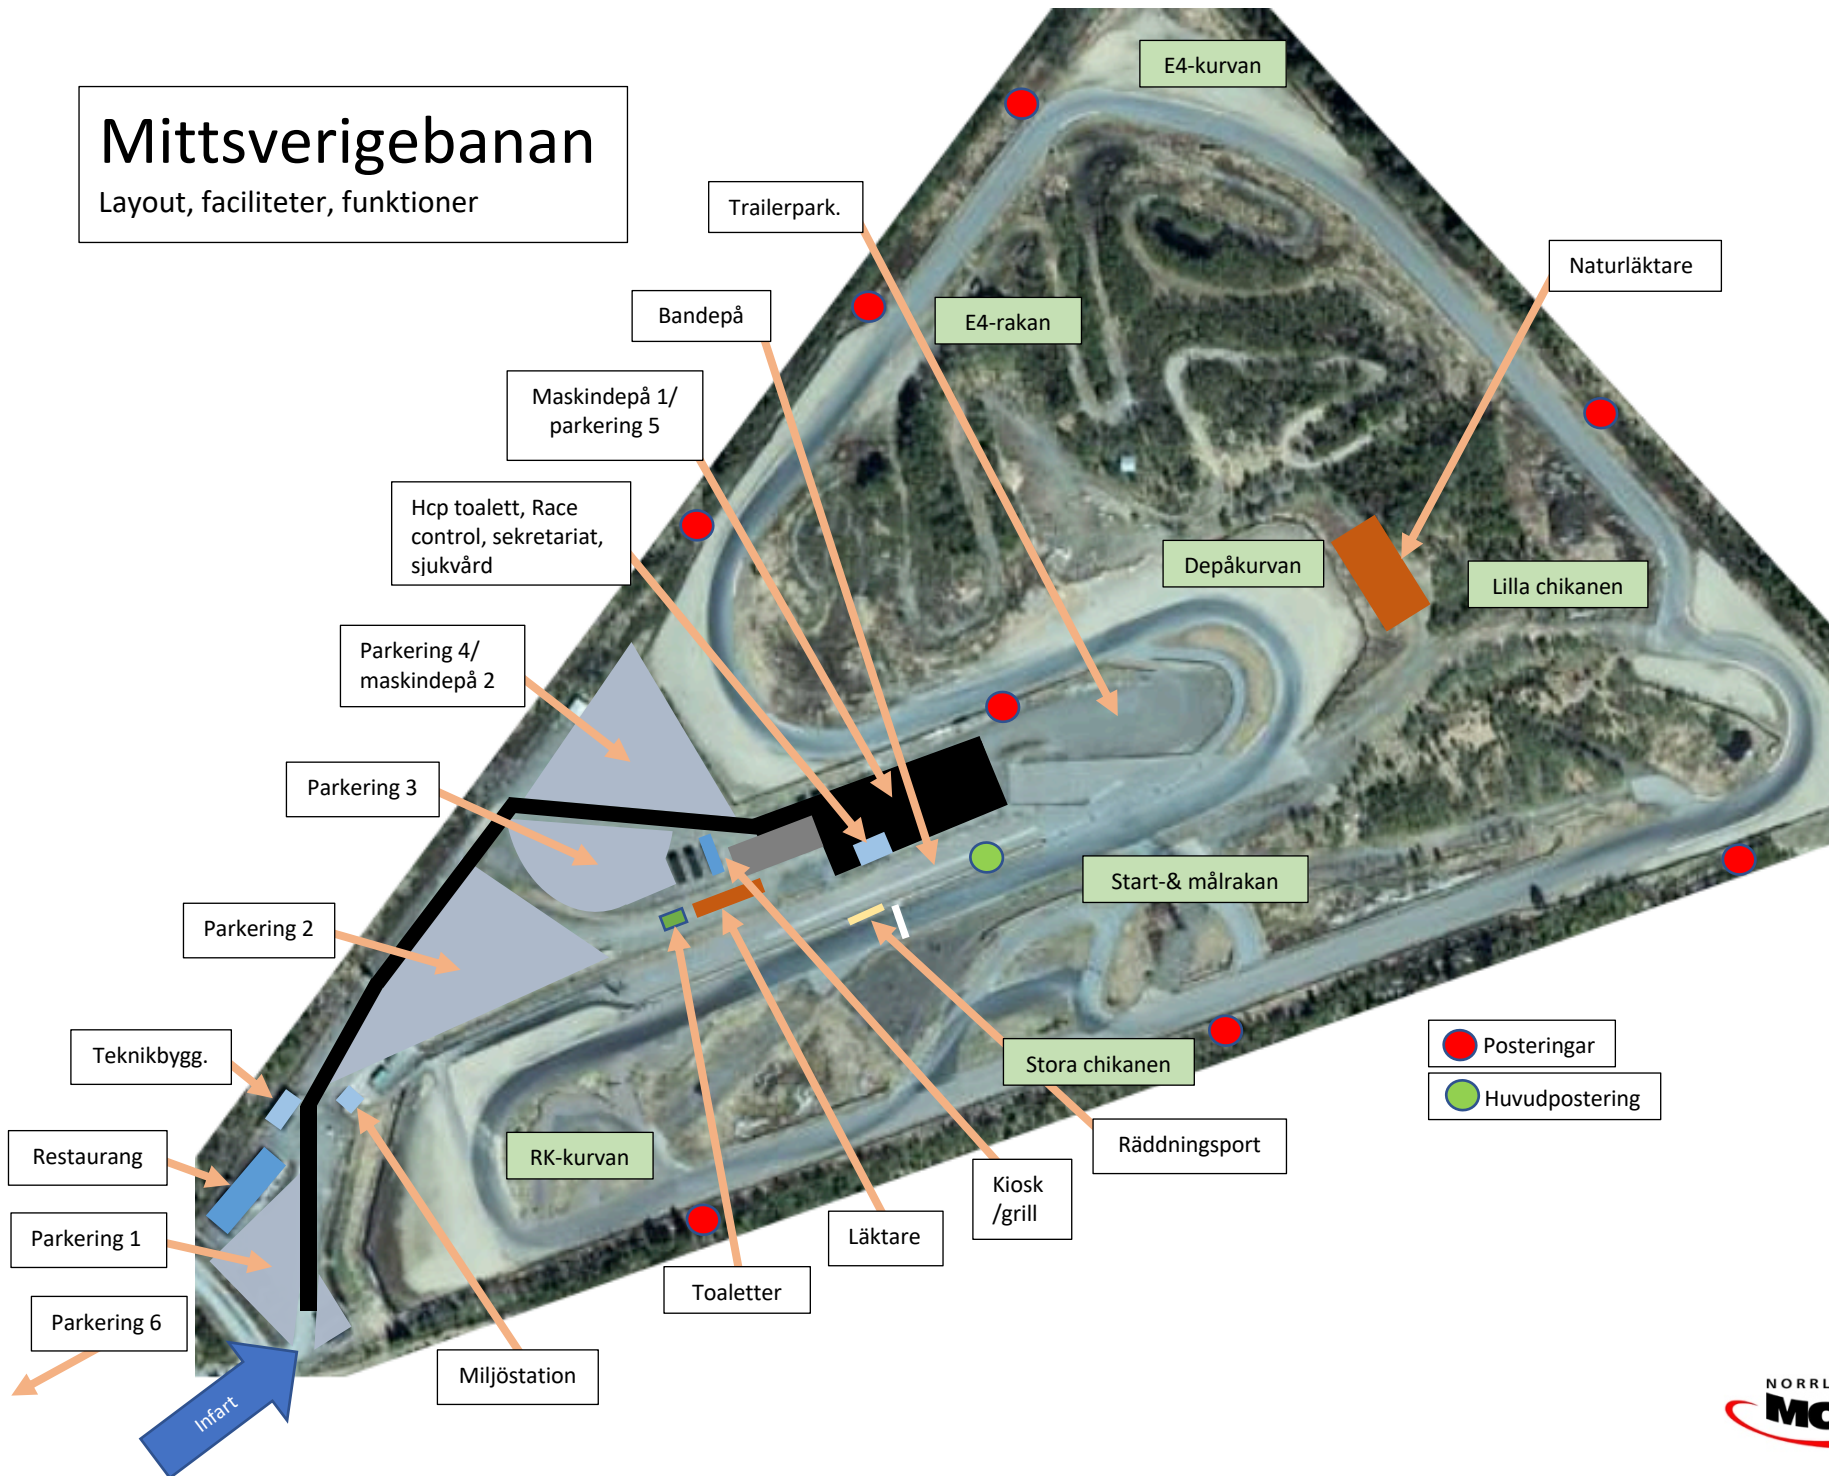 Mittsverigebanan
Layout, faciliteter, funktioner
E4-kurvan
Trailerpark.
Naturläktare
Bandepå
E4-rakan
Maskindepå 1/
parkering 5
Hcp toalett, Race
control, sekretariat,
sjukvård
Depåkurvan
Lilla chikanen
Parkering 4/
maskindepå 2
Parkering 3
Start-& målrakan
Parkering 2
Teknikbygg.
Stora chikanen
Posteringar
Huvudpostering
Restaurang
RK-kurvan
Räddningsport
Kiosk
/grill
Parkering 1
Läktare
Toaletter
Parkering 6
Miljöstation
Infart
NORRL
MC